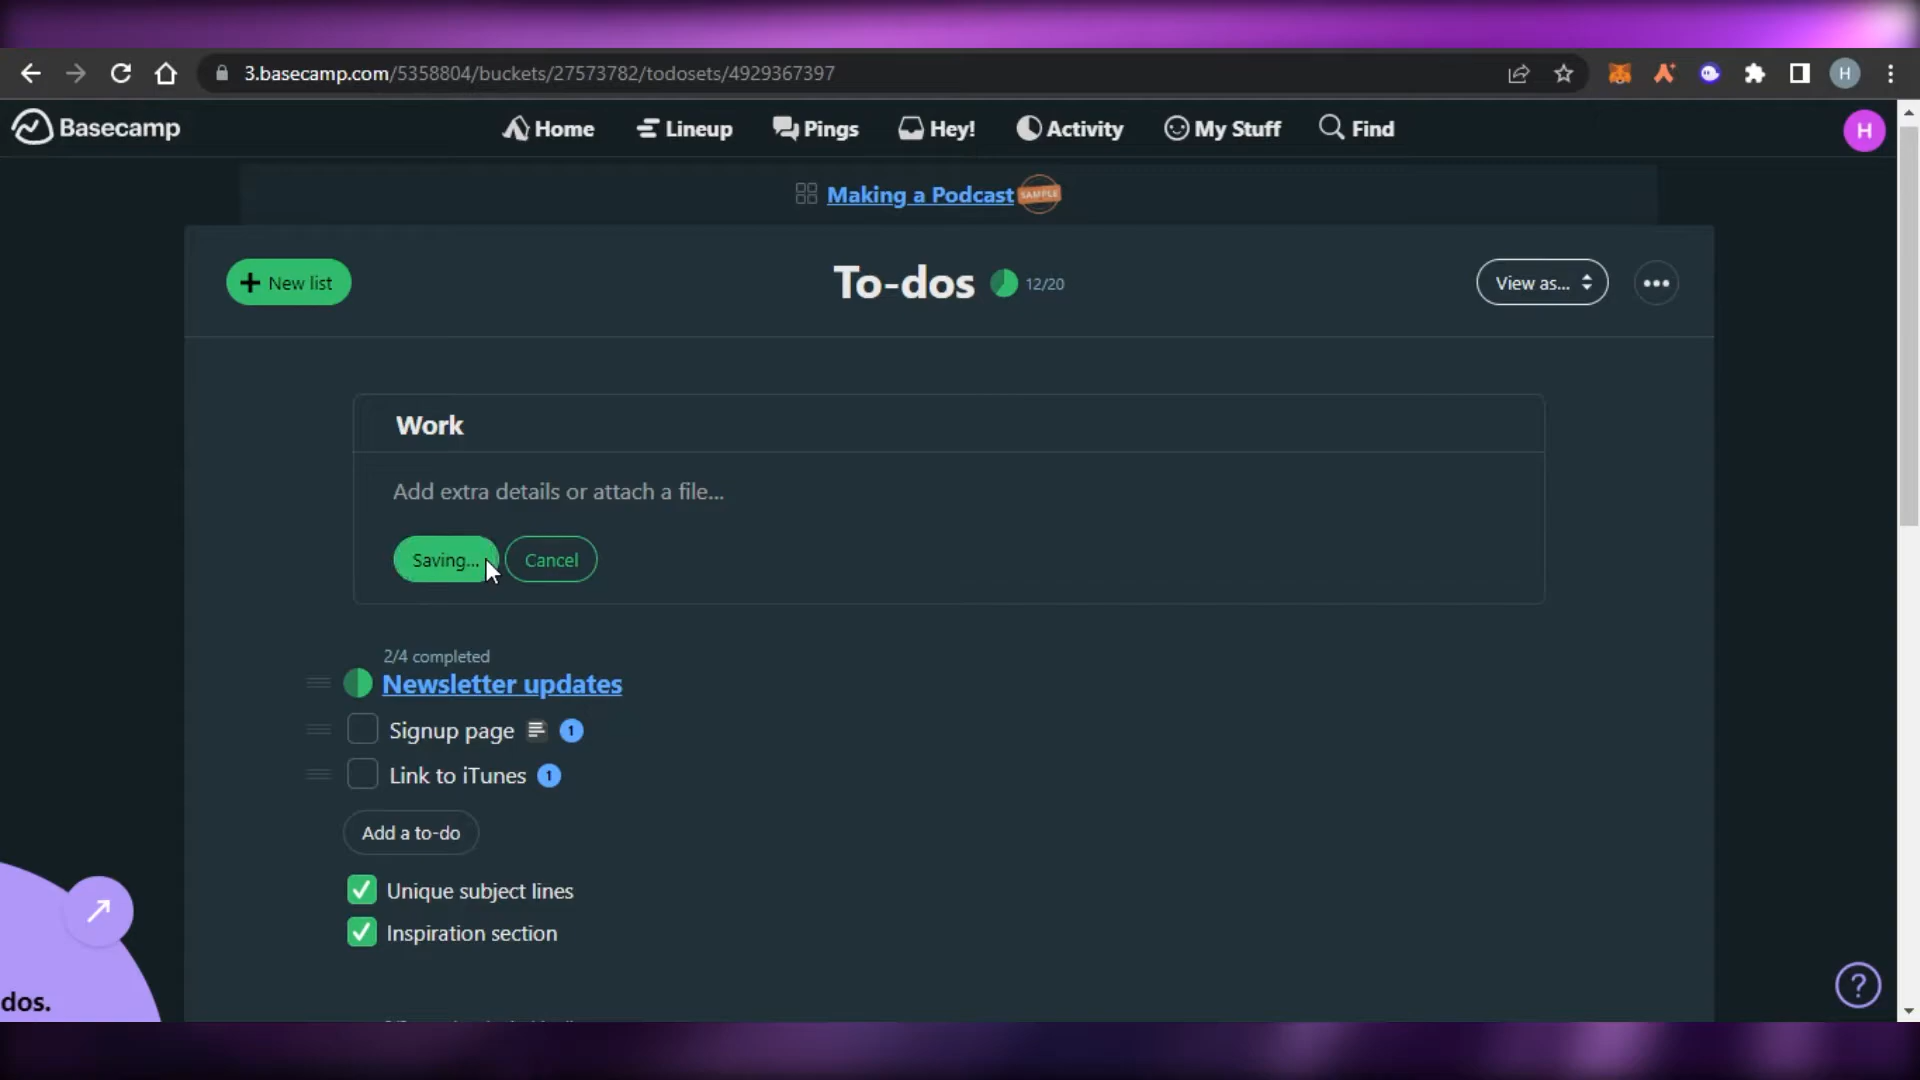 3.basecamp.com/5358804/buckets/27573782/todosets/4929367397
H
Basecamp
Home
Lineup
Pings
Hey!
Activity
My Stuff
Find
H
Making a Podcast
SAMPLE
New list
To-dos
12/20
View as...
Work
Add extra details or attach a file...
Saving...
Cancel
2/4 completed
Newsletter updates
Signup page
1
Link to iTunes
1
Add a to-do
Unique subject lines
Inspiration section
dos.
?